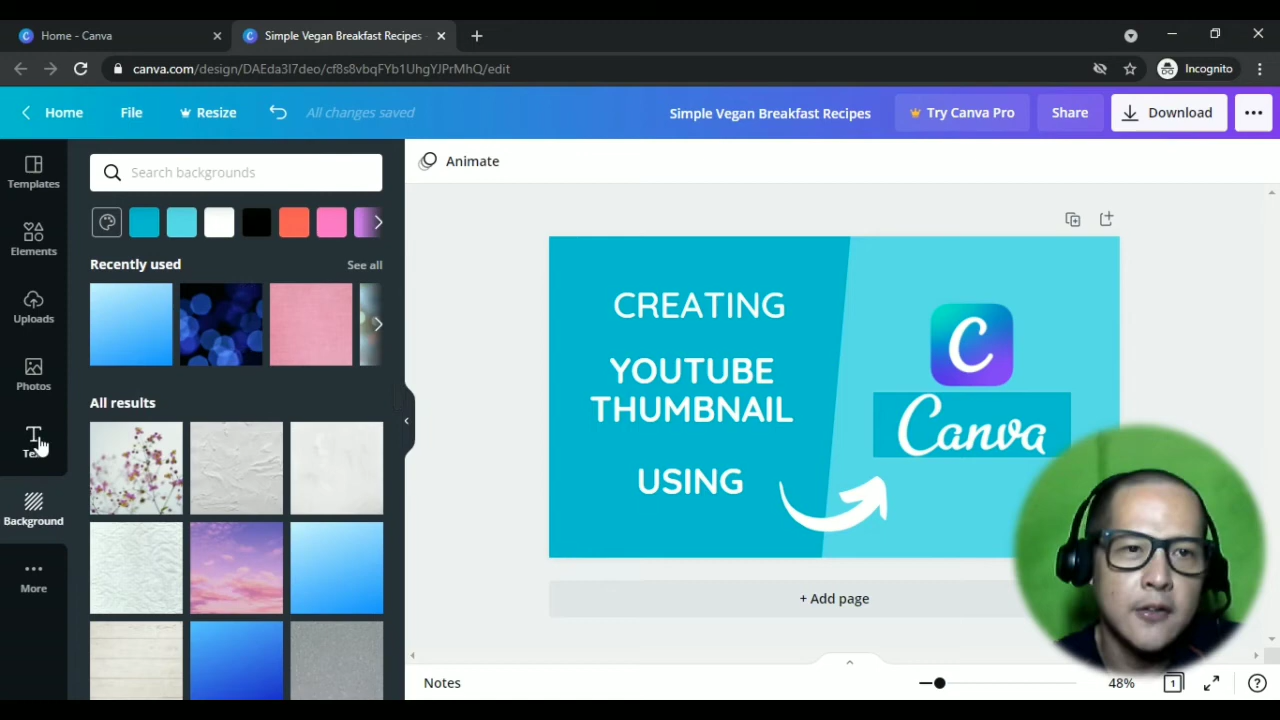 Home - Canva
Simple Vegan Breakfast Recipes
canva.com/design/DAEda3I7deo/cf8s8vbqFYb1UhgYJPrMhQ/edit
Incognito
Home
File
Resize
All changes saved
Simple Vegan Breakfast Recipes
Try Canva Pro
Share
Download
Templates
Elements
Uploads
Photos
Background
More
Search backgrounds
Recently used
See all
All results
Animate
CREATING
YOUTUBE
THUMBNAIL
USING
C
Canva
+ Add page
Notes
48%
1